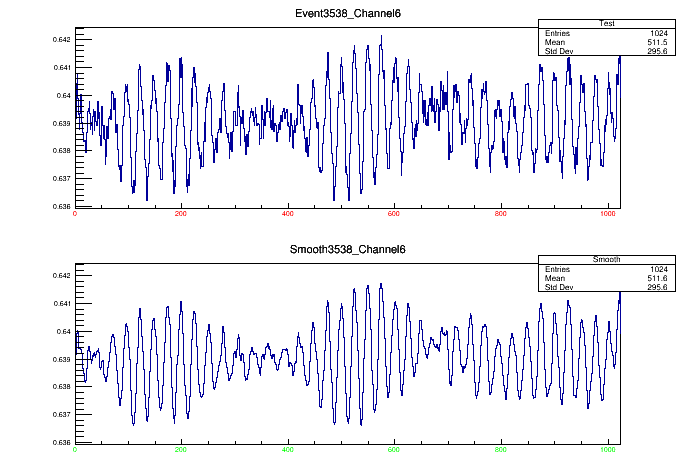 Event3538_Channel6
Test
Entries 1024
Mean 511.5
Std Dev 295.6
0.642
0.641
0.64
0.639
0.638
0.637
0.636
0 200 400 600 800 1000
Smooth3538_Channel6
Smooth
Entries 1024
Mean 511.6
Std Dev 295.6
0.642
0.641
0.64
0.639
0.638
0.637
0.636
0 200 400 600 800 1000